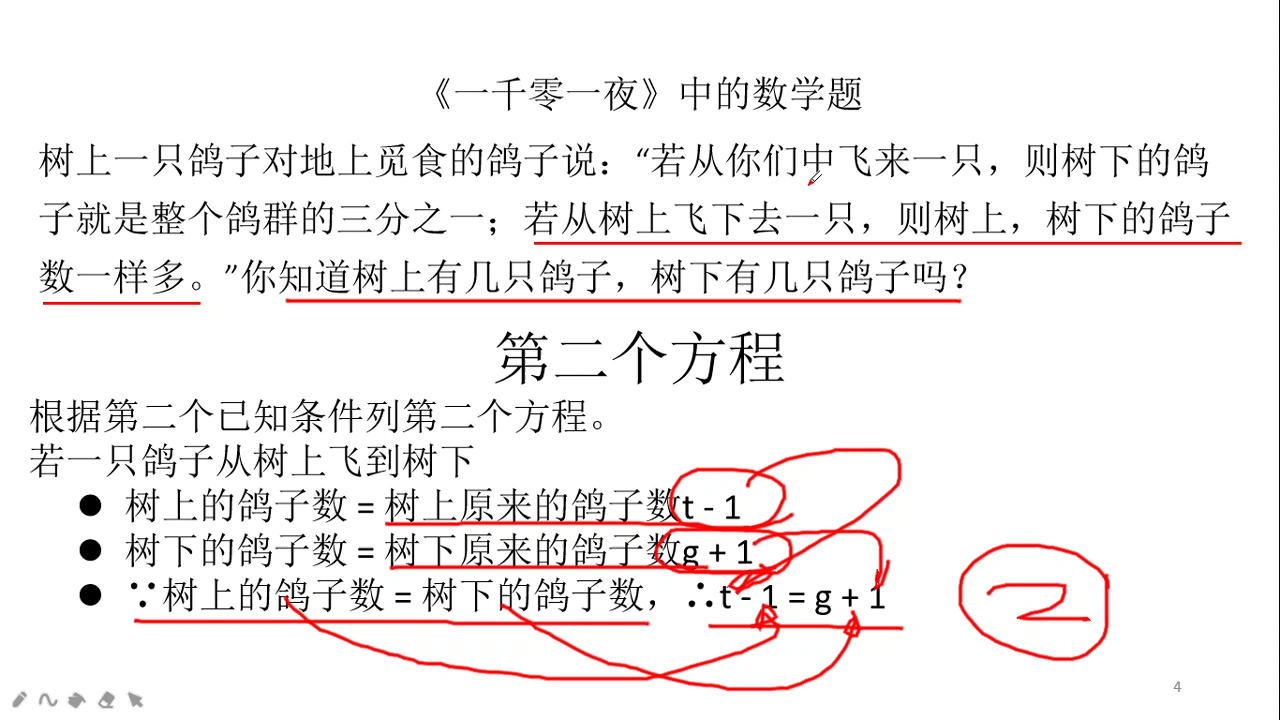 《一千零一夜》中的数学题
树上一只鸽子对地上觅食的鸽子说：“若从你们中飞来一只，则树下的鸽
子就是整个鸽群的三分之一；若从树上飞下去一只，则树上，树下的鸽子
数一样多。”你知道树上有几只鸽子，树下有几只鸽子吗？
第二个方程
根据第二个已知条件列第二个方程。
若一只鸽子从树上飞到树下
● 树上的鸽子数 = 树上原来的鸽子数t - 1
● 树下的鸽子数 = 树下原来的鸽子数g + 1
● ∵树上的鸽子数 = 树下的鸽子数，∴t - 1 = g + 1
2
4